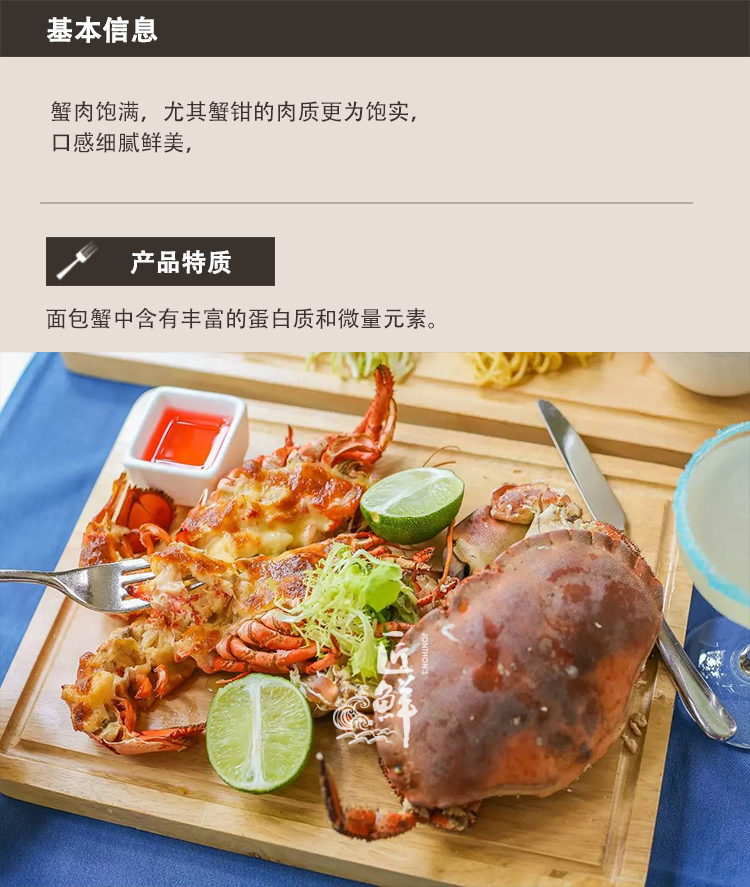 基本信息
蟹肉饱满，尤其蟹钳的肉质更为饱实，
口感细腻鲜美，
产品特质
面包蟹中含有丰富的蛋白质和微量元素。
匠鲜
JONTHON'S